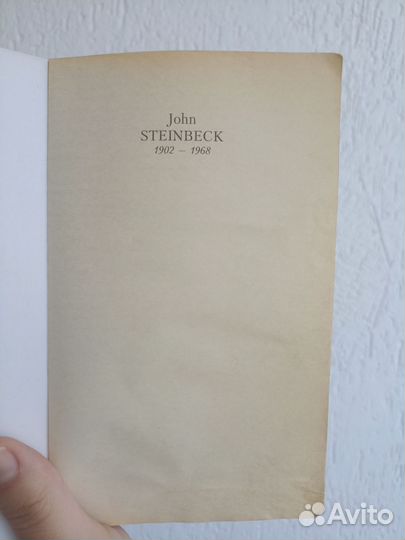 John
STEINBECK
1902 – 1968
Avito